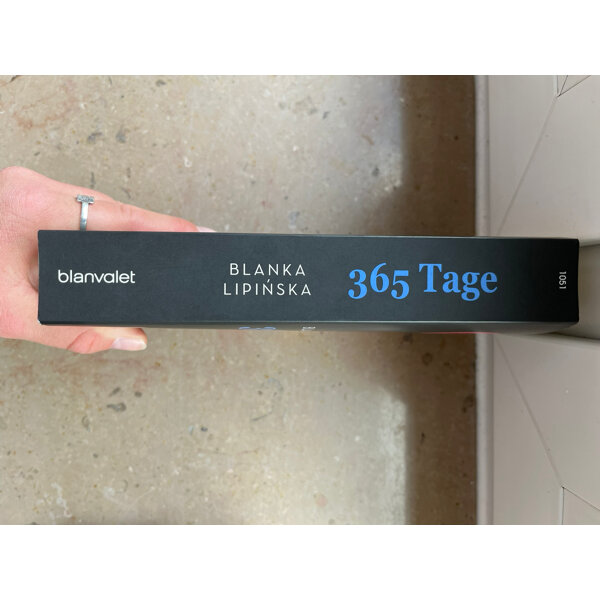 blanvalet
BLANKA
LIPIŃSKA
365 Tage
1051